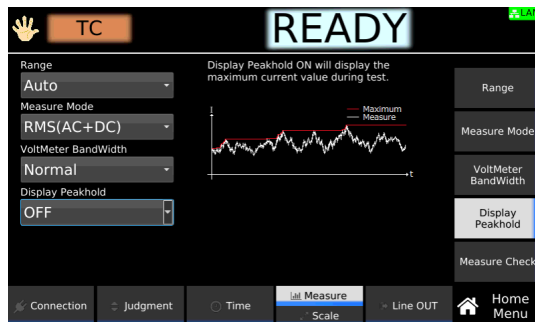 TC
READY
LAN
Range
Auto
Measure Mode
RMS(AC+DC)
VoltMeter BandWidth
Normal
Display Peakhold
OFF
Display Peakhold ON will display the
maximum current value during test.
Maximum
Measure
I
t
Range
Measure Mode
VoltMeter
BandWidth
Display
Peakhold
Measure Check
Connection
Judgment
Time
Measure
Scale
Line OUT
Home
Menu